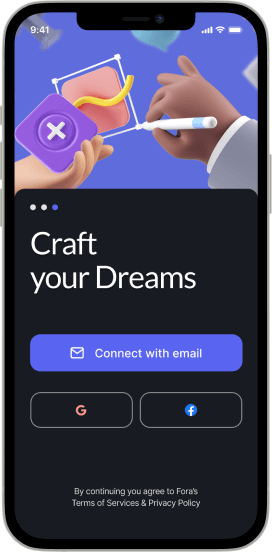 9:41
Craft
your Dreams
Connect with email
G
By continuing you agree to Fora's
Terms of Services & Privacy Policy